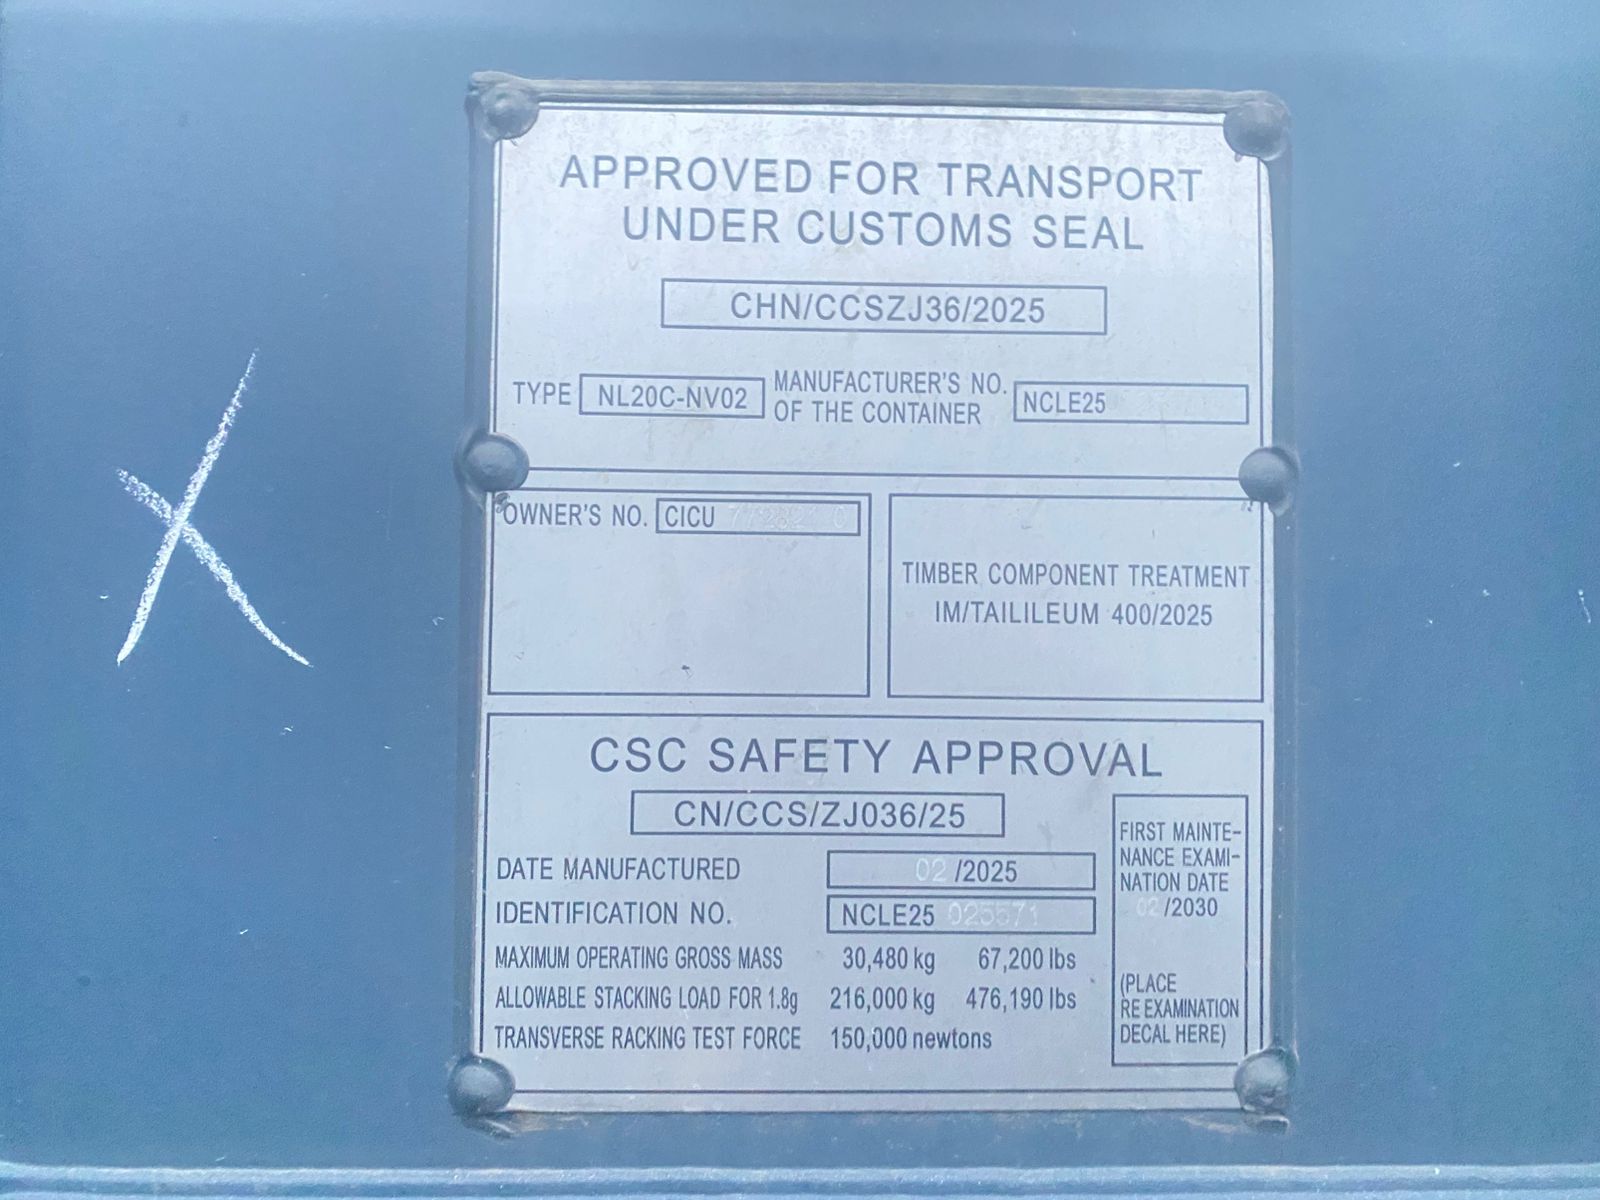 APPROVED FOR TRANSPORT
UNDER CUSTOMS SEAL
CHN/CCSZJ36/2025
TYPE NL20C-NV02 MANUFACTURER'S NO. OF THE CONTAINER NCLE25
OWNER'S NO. CICU
TIMBER COMPONENT TREATMENT
IM/TAILILEUM 400/2025
CSC SAFETY APPROVAL
CN/CCS/ZJ036/25
DATE MANUFACTURED 02/2025
IDENTIFICATION NO. NCLE25 025571
MAXIMUM OPERATING GROSS MASS 30,480 kg 67,200 lbs
ALLOWABLE STACKING LOAD FOR 1.8g 216,000 kg 476,190 lbs
TRANSVERSE RACKING TEST FORCE 150,000 newtons
FIRST MAINTE-
NANCE EXAMI-
NATION DATE
02/2030
(PLACE
RE EXAMINATION
DECAL HERE)